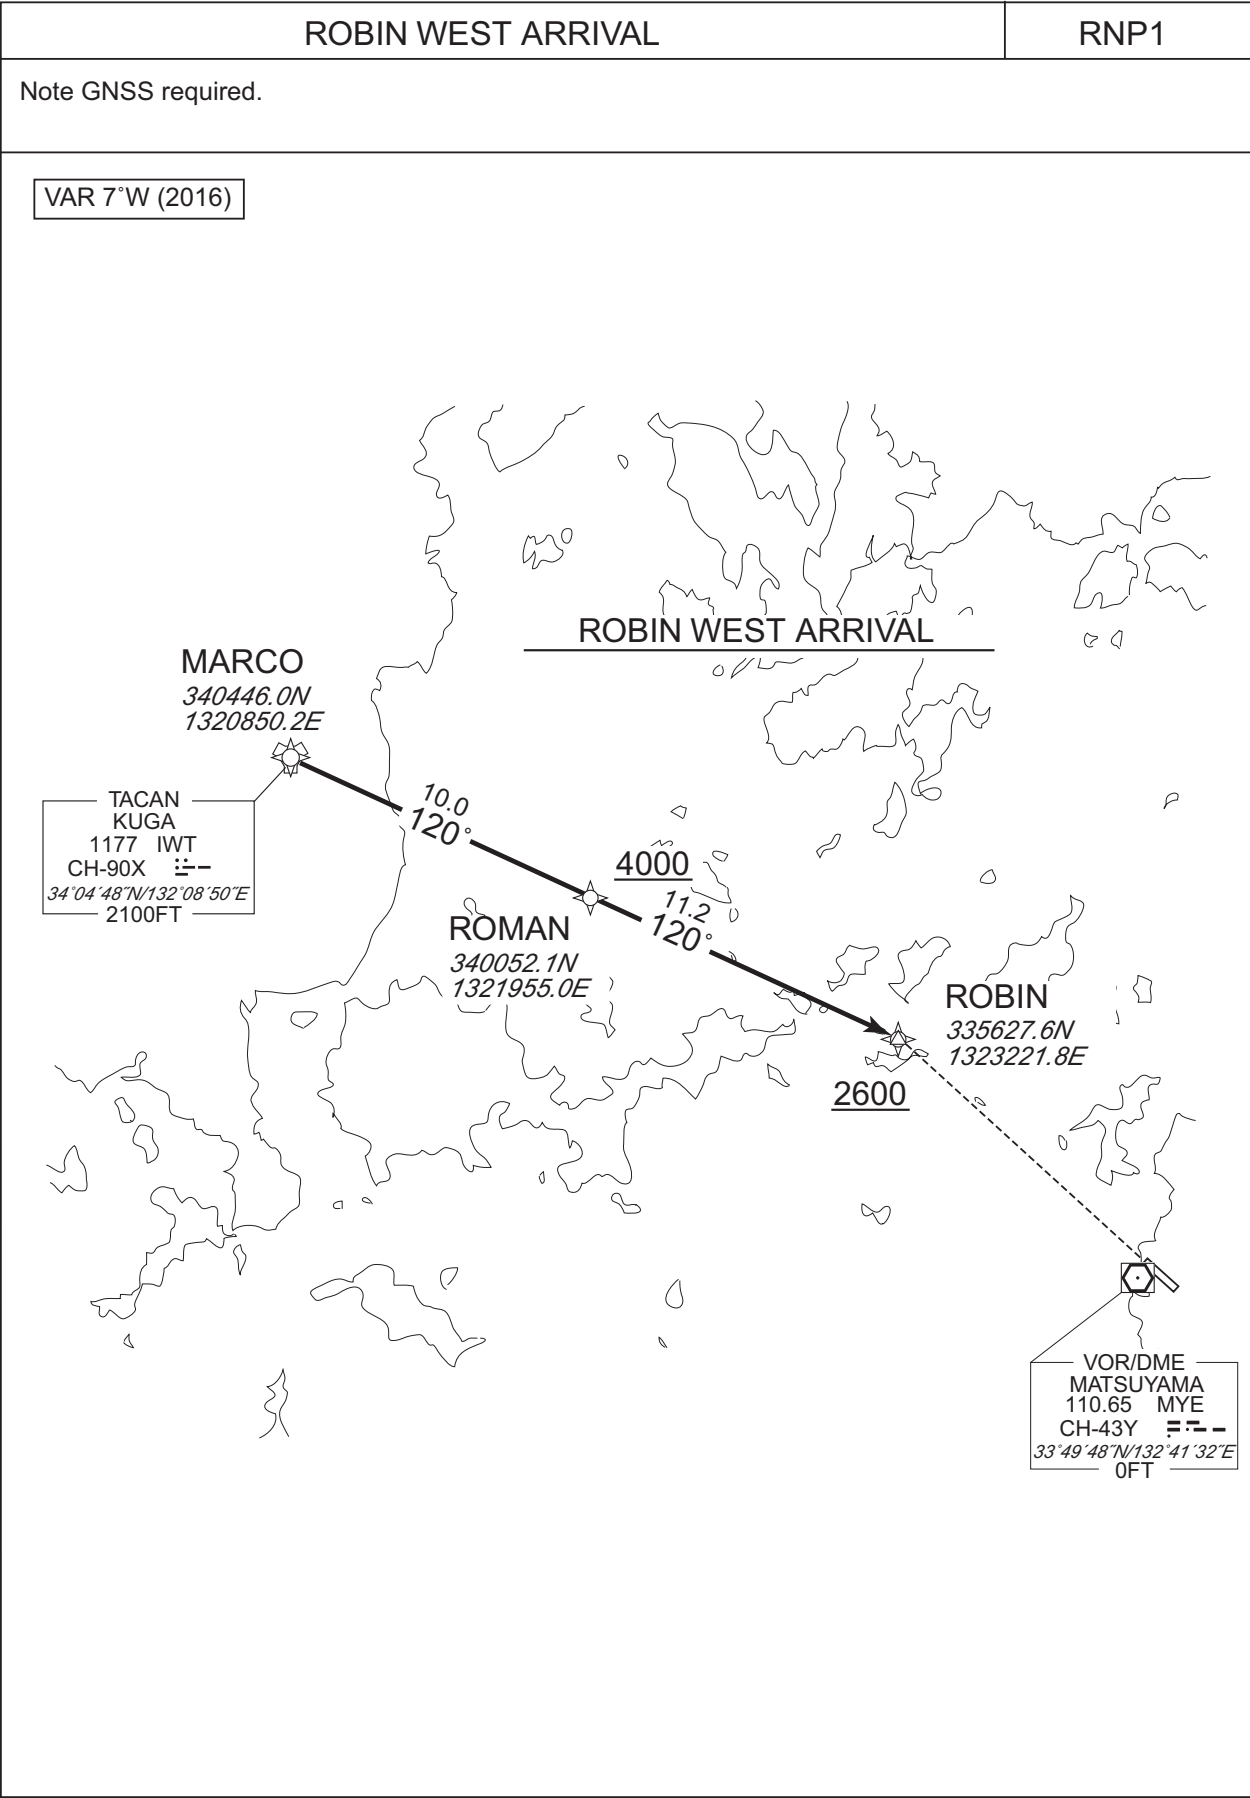 ROBIN WEST ARRIVAL
RNP1
Note GNSS required.
VAR 7˚W (2016)
ROBIN WEST ARRIVAL
MARCO
340446.0N
1320850.2E
TACAN
KUGA
1177 IWT
CH-90X
34˚04´48˝N/132˚08´50˝E
2100FT
10.0
120˚
4000
ROMAN
340052.1N
1321955.0E
11.2
120˚
ROBIN
335627.6N
1323221.8E
2600
VOR/DME
MATSUYAMA
110.65 MYE
CH-43Y
33˚49´48˝N/132˚41´32˝E
0FT